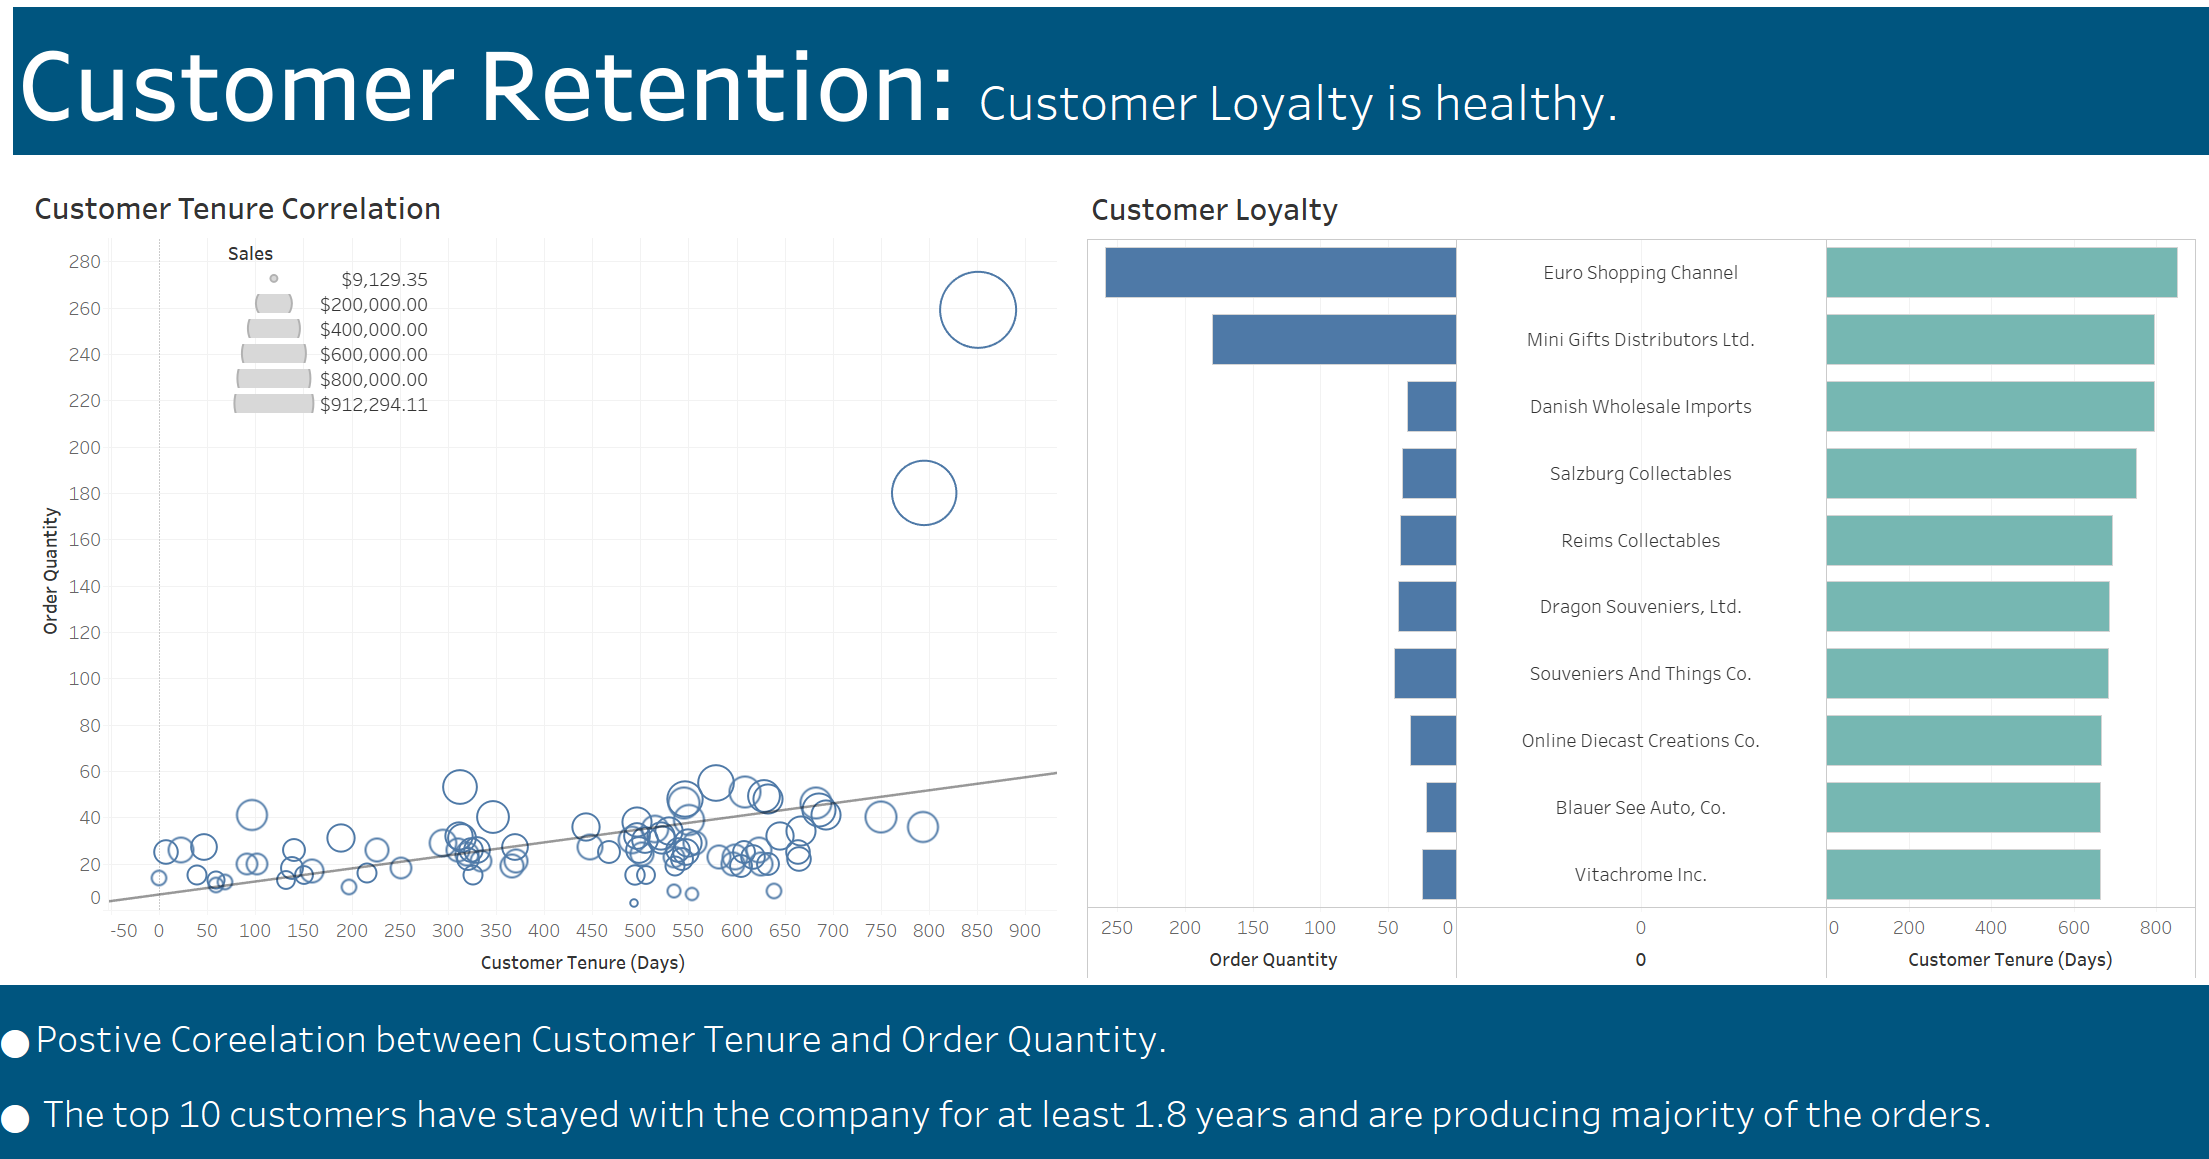 Customer Retention: Customer Loyalty is healthy.
Customer Tenure Correlation
Sales
$9,129.35
$200,000.00
$400,000.00
$600,000.00
$800,000.00
$912,294.11
Order Quantity
280
260
240
220
200
180
160
140
120
100
80
60
40
20
0
-50 0 50 100 150 200 250 300 350 400 450 500 550 600 650 700 750 800 850 900
Customer Tenure (Days)
Customer Loyalty
Euro Shopping Channel
Mini Gifts Distributors Ltd.
Danish Wholesale Imports
Salzburg Collectables
Reims Collectables
Dragon Souveniers, Ltd.
Souveniers And Things Co.
Online Diecast Creations Co.
Blauer See Auto, Co.
Vitachrome Inc.
250 200 150 100 50 0 0 0 200 400 600 800
Order Quantity 0 Customer Tenure (Days)
Postive Coreelation between Customer Tenure and Order Quantity.
The top 10 customers have stayed with the company for at least 1.8 years and are producing majority of the orders.